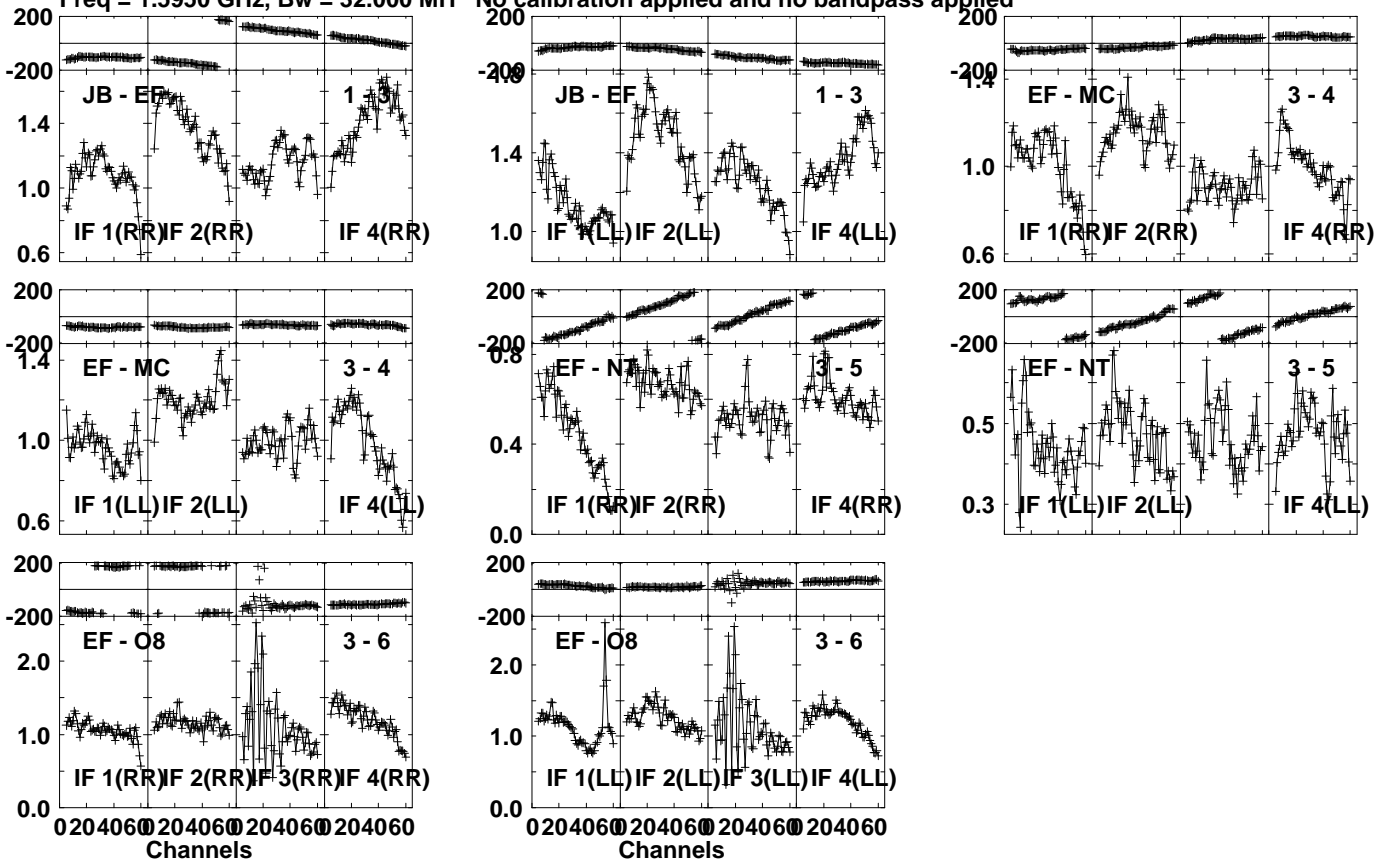 Freq = 1.5950 GHz, Bw = 32.000 MH No calibration applied and no bandpass applied
200
-200
JB - EF 1 - 3
1.4
1.0
0.6
IF 1(RR) IF 2(RR) IF 4(RR)
-200
1.8
JB - EF 1 - 3
1.4
1.0
IF 1(LL) IF 2(LL) IF 4(LL)
-200
1.4
EF - MC 3 - 4
1.0
0.6
IF 1(RR) IF 2(RR) IF 4(RR)
200
-200
1.4
EF - MC 3 - 4
1.0
0.6
IF 1(LL) IF 2(LL) IF 4(LL)
200
-200
0.8
EF - NT 3 - 5
0.4
0.0
IF 1(RR) IF 2(RR) IF 4(RR)
200
-200
EF - NT 3 - 5
0.5
0.3
IF 1(LL) IF 2(LL) IF 4(LL)
200
-200
EF - O8 3 - 6
2.0
1.0
0.0
IF 1(RR) IF 2(RR) IF 3(RR) IF 4(RR)
0 20 40 60 0 20 40 60 0 20 40 60 0 20 40 60
Channels
200
-200
EF - O8 3 - 6
2.0
1.0
0.0
IF 1(LL) IF 2(LL) IF 3(LL) IF 4(LL)
0 20 40 60 0 20 40 60 0 20 40 60 0 20 40 60
Channels